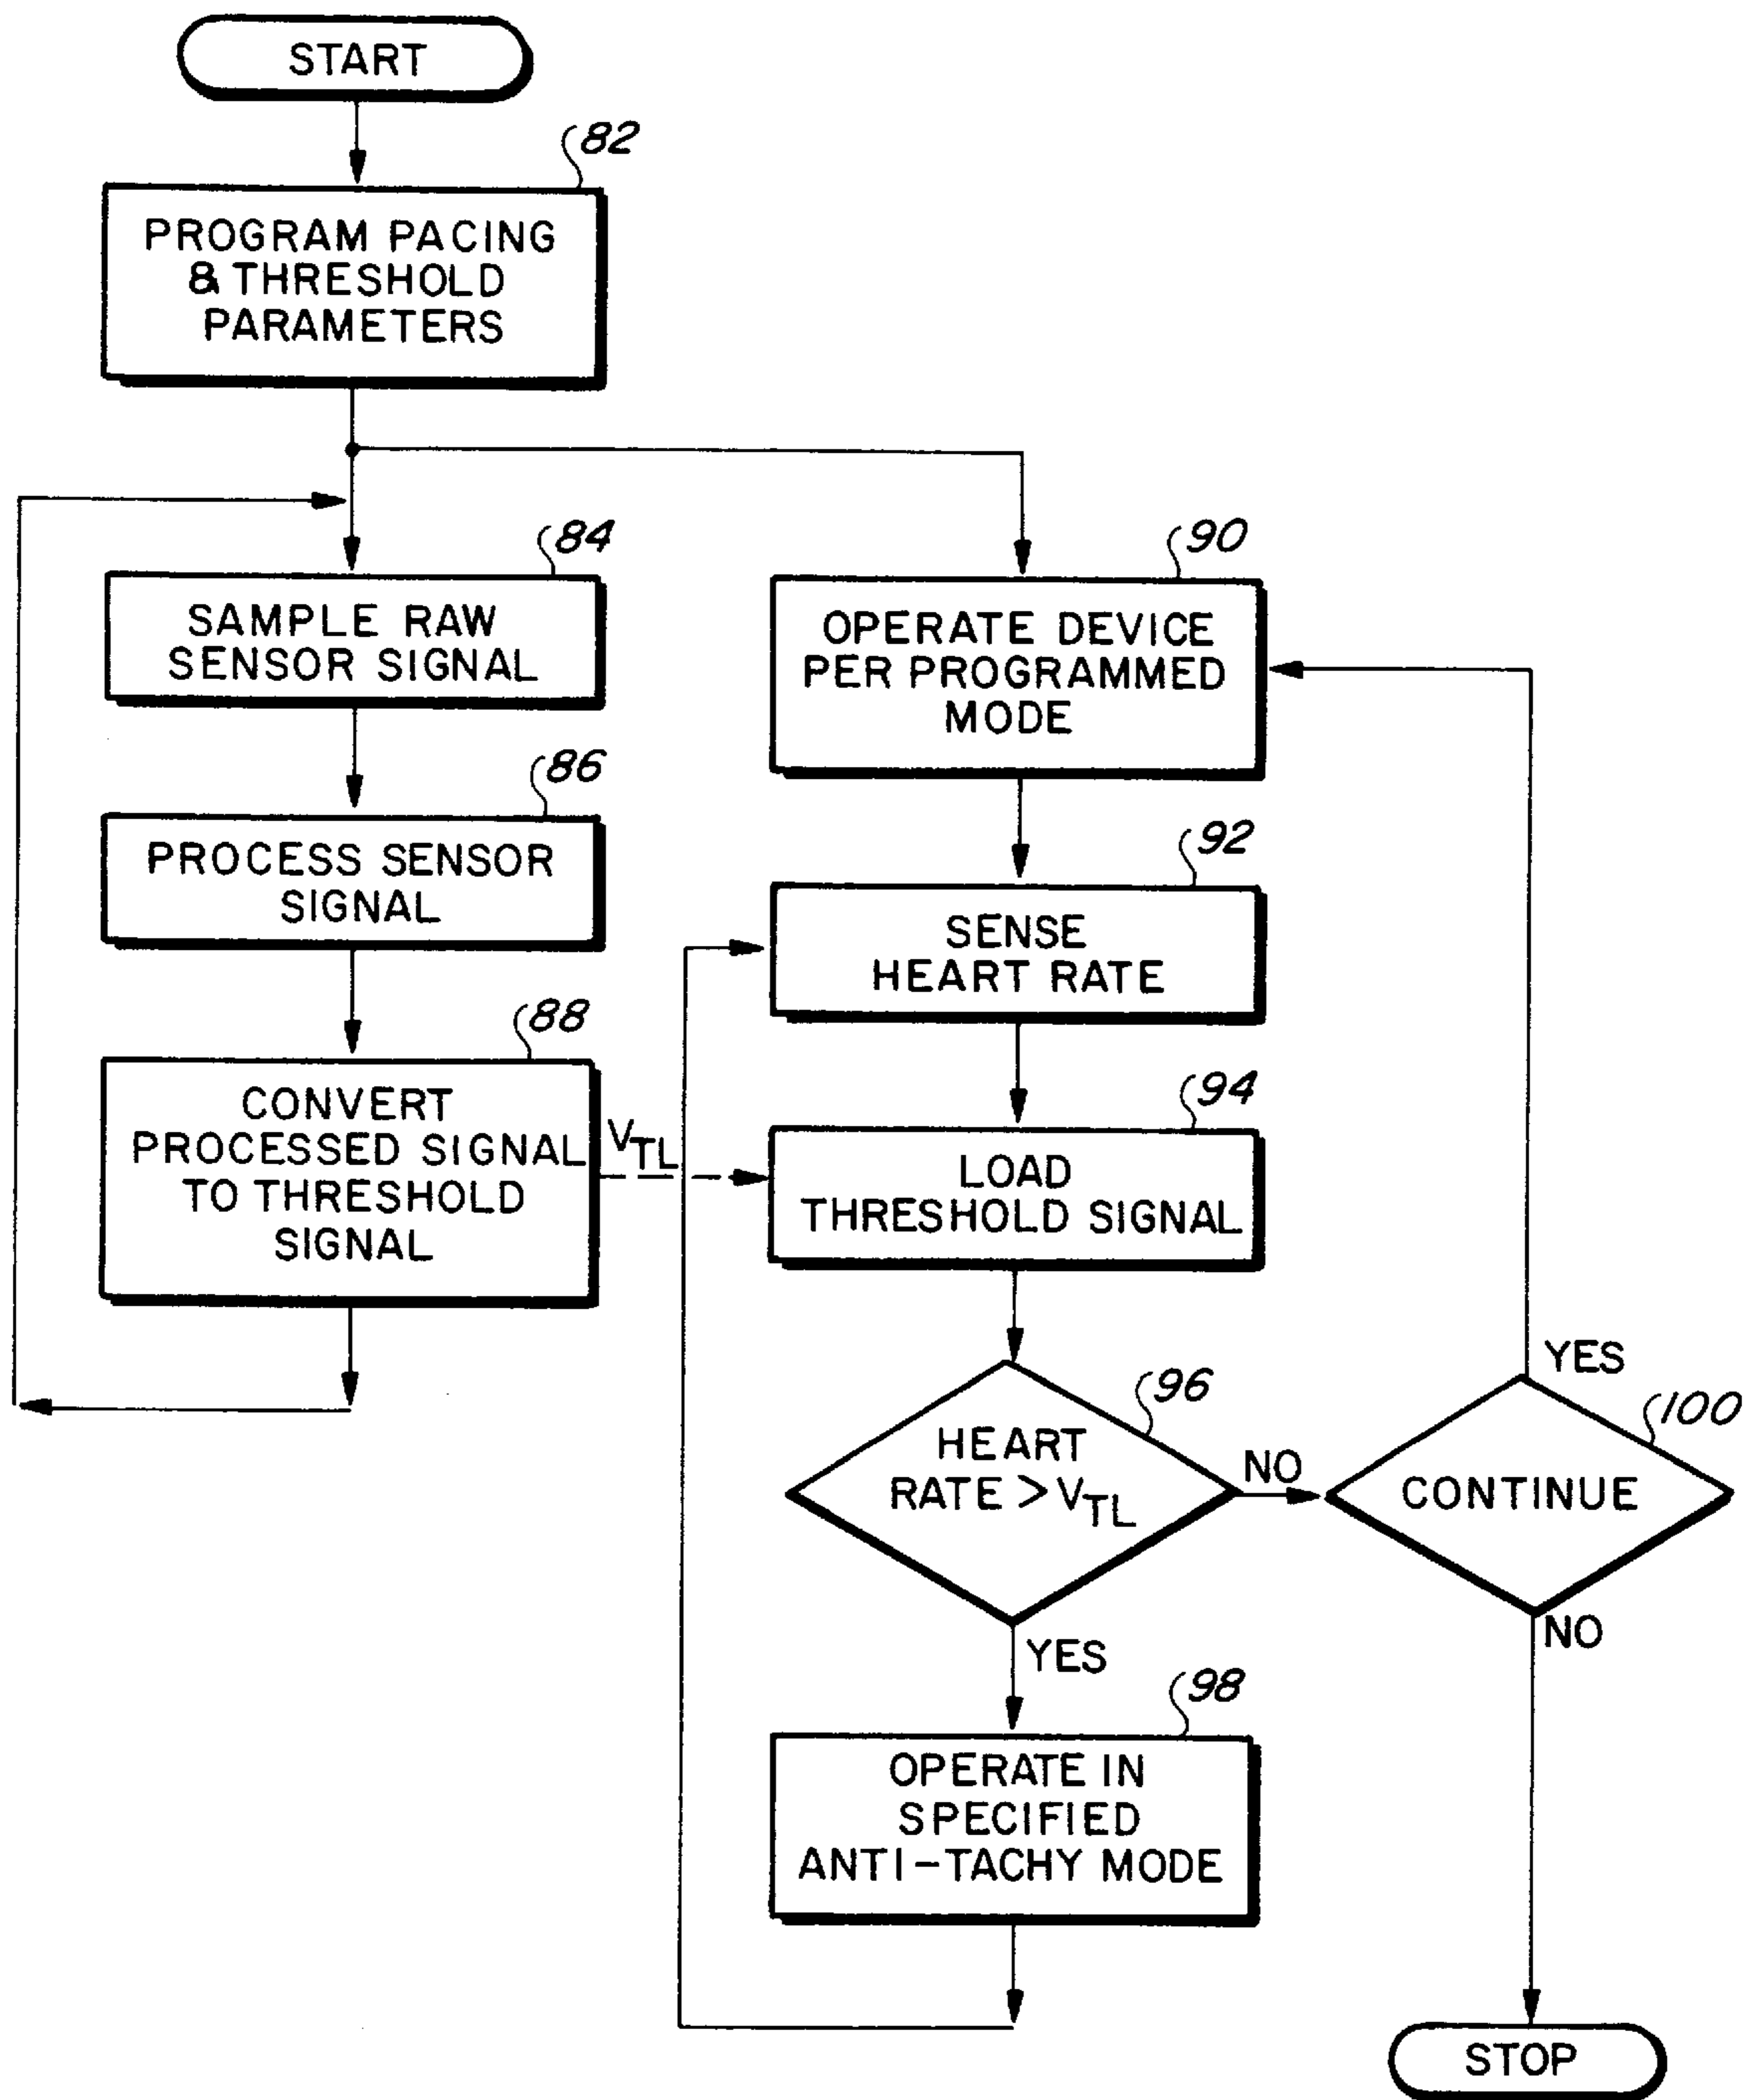 START
82
PROGRAM PACING
& THRESHOLD
PARAMETERS
84
SAMPLE RAW
SENSOR SIGNAL
86
PROCESS SENSOR
SIGNAL
88
CONVERT
PROCESSED SIGNAL
TO THRESHOLD
SIGNAL
VTL
90
OPERATE DEVICE
PER PROGRAMMED
MODE
92
SENSE
HEART RATE
94
LOAD
THRESHOLD SIGNAL
96
HEART
RATE > VTL
NO
YES
98
OPERATE IN
SPECIFIED
ANTI-TACHY MODE
YES
100
CONTINUE
NO
STOP